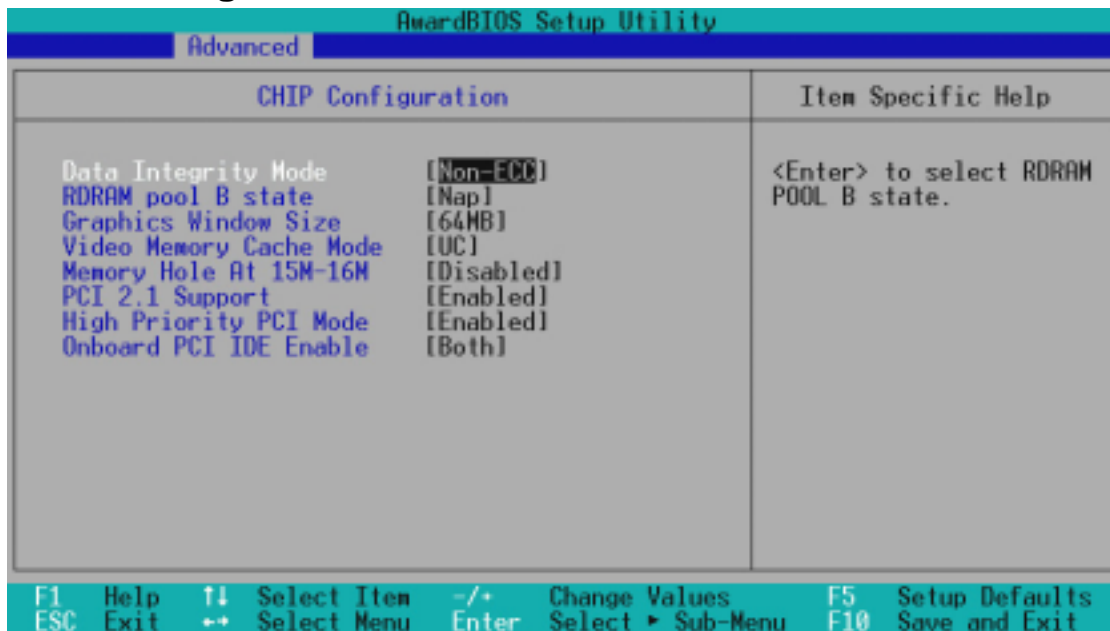 AwardBIOS Setup Utility
Advanced
CHIP Configuration
Item Specific Help
Data Integrity Mode [Non-ECC]
RDRAM pool B state [Nap]
Graphics Window Size [64MB]
Video Memory Cache Mode [UC]
Memory Hole At 15M-16M [Disabled]
PCI 2.1 Support [Enabled]
High Priority PCI Mode [Enabled]
Onboard PCI IDE Enable [Both]
<Enter> to select RDRAM
POOL B state.
F1 Help ↑↓ Select Item -/+ Change Values F5 Setup Defaults
ESC Exit ←→ Select Menu Enter Select ► Sub-Menu F10 Save and Exit